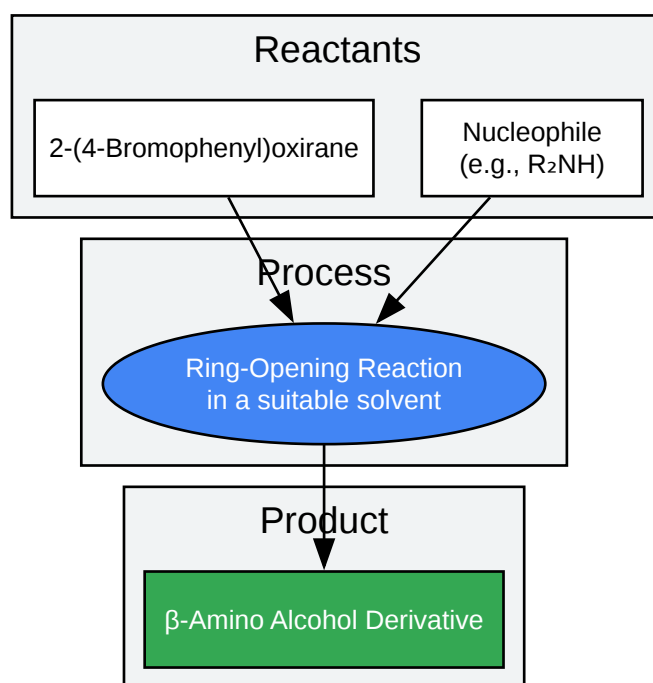 Reactants
2-(4-Bromophenyl)oxirane
Nucleophile
(e.g., R₂NH)
Process
Ring-Opening Reaction
in a suitable solvent
Product
β-Amino Alcohol Derivative